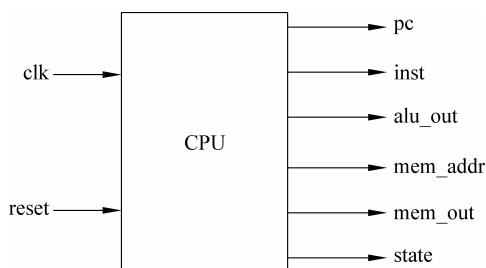 clk
reset
CPU
pc
inst
alu_out
mem_addr
mem_out
state